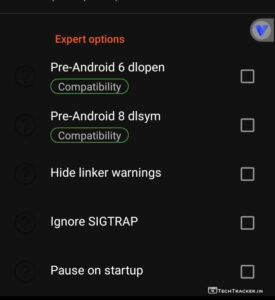 Expert options
Pre-Android 6 dlopen
Compatibility
Pre-Android 8 dlsym
Compatibility
Hide linker warnings
Ignore SIGTRAP
Pause on startup
TECHTRACKER.IN